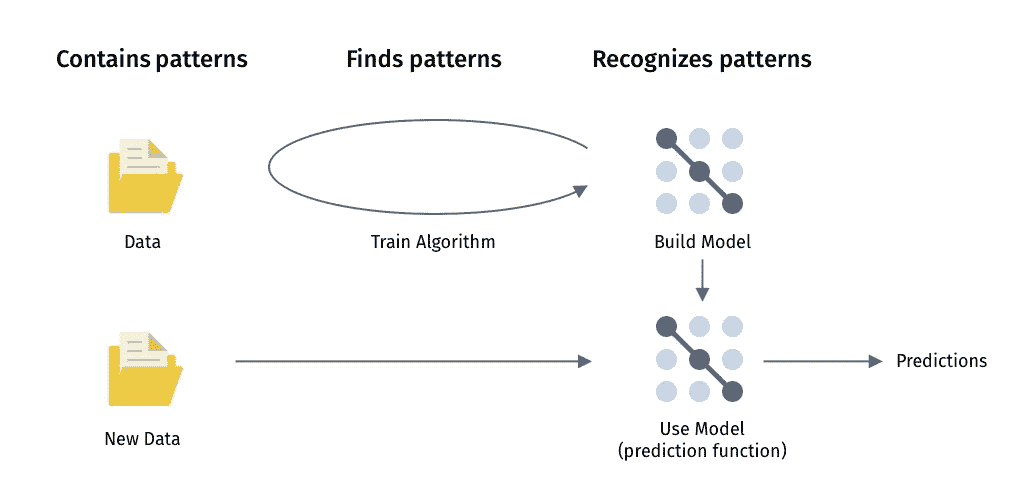 Contains patterns
Finds patterns
Recognizes patterns
Data
Train Algorithm
Build Model
New Data
Use Model
(prediction function)
Predictions